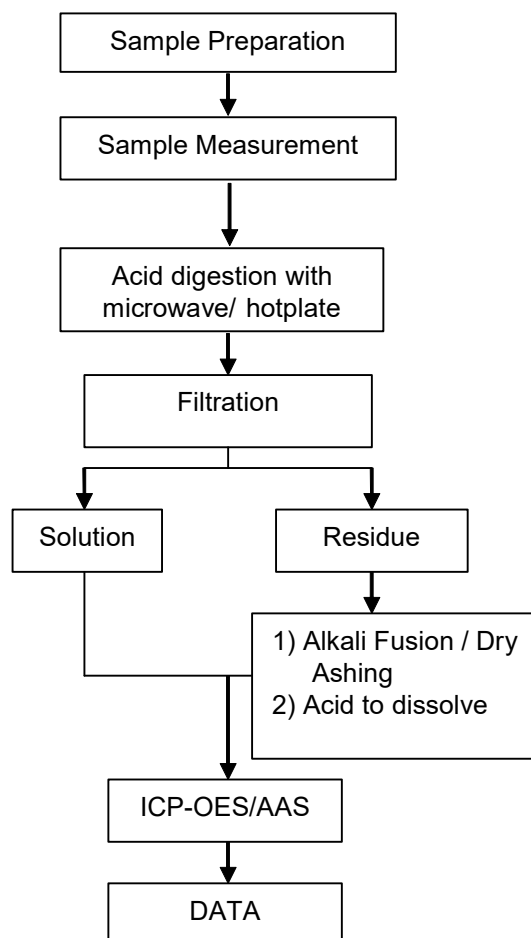 Sample Preparation
Sample Measurement
Acid digestion with
microwave/ hotplate
Filtration
Solution
Residue
1) Alkali Fusion / Dry
Ashing
2) Acid to dissolve
ICP-OES/AAS
DATA